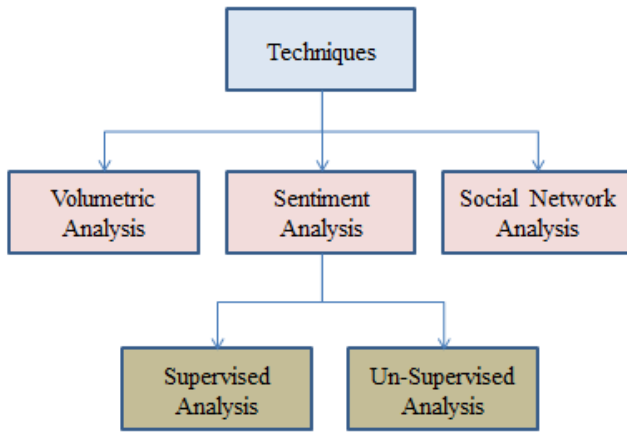 Techniques
Volumetric
Analysis
Sentiment
Analysis
Social Network
Analysis
Supervised
Analysis
Un-Supervised
Analysis